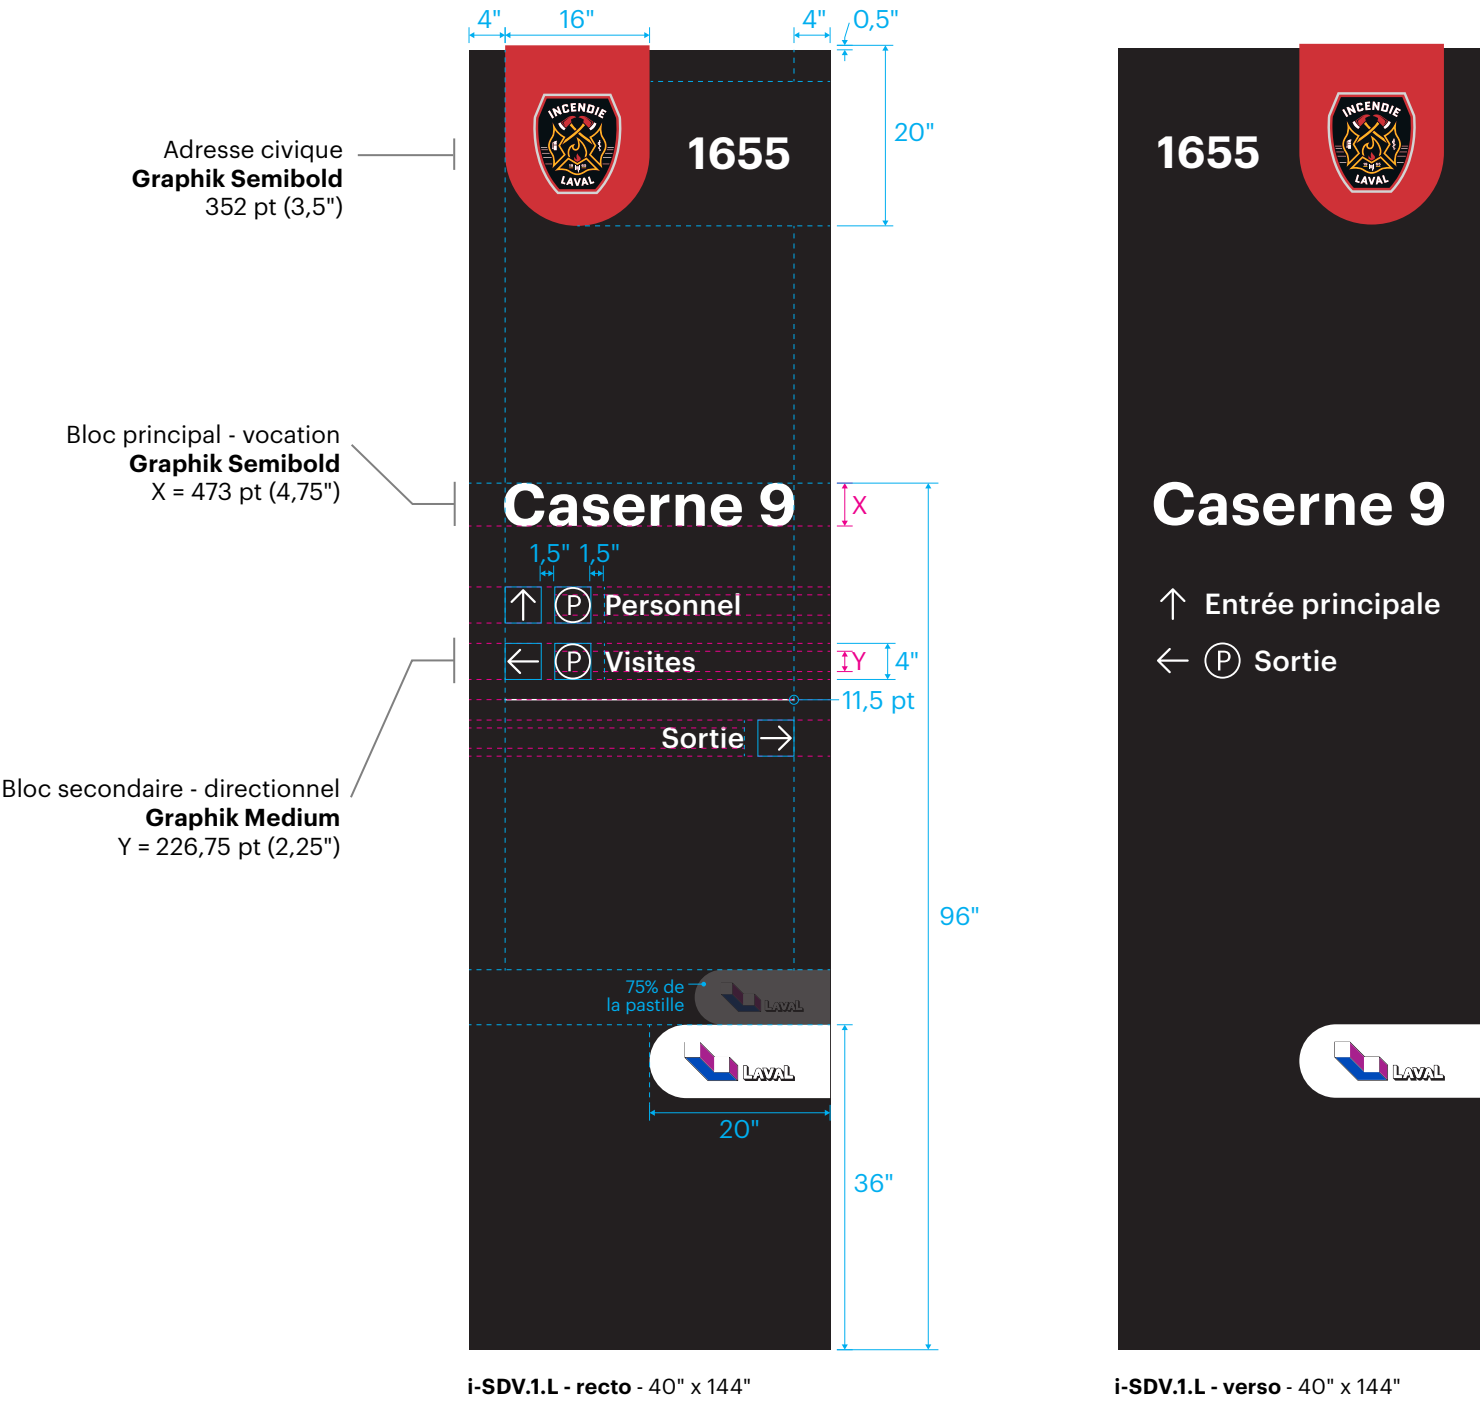 4" 16" 4" 0,5"
INCENDIE
LAVAL
1655
20"
Adresse civique
Graphik Semibold
352 pt (3,5")
1655
INCENDIE
LAVAL
Bloc principal - vocation
Graphik Semibold
X = 473 pt (4,75")
Caserne 9
X
1,5" 1,5"
P Personnel
P Visites
Y 4"
11,5 pt
Sortie
Caserne 9
Entrée principale
P Sortie
Bloc secondaire - directionnel
Graphik Medium
Y = 226,75 pt (2,25")
96"
75% de
la pastille
LAVAL
LAVAL
20"
36"
LAVAL
i-SDV.1.L - recto - 40" x 144"
i-SDV.1.L - verso - 40" x 144"